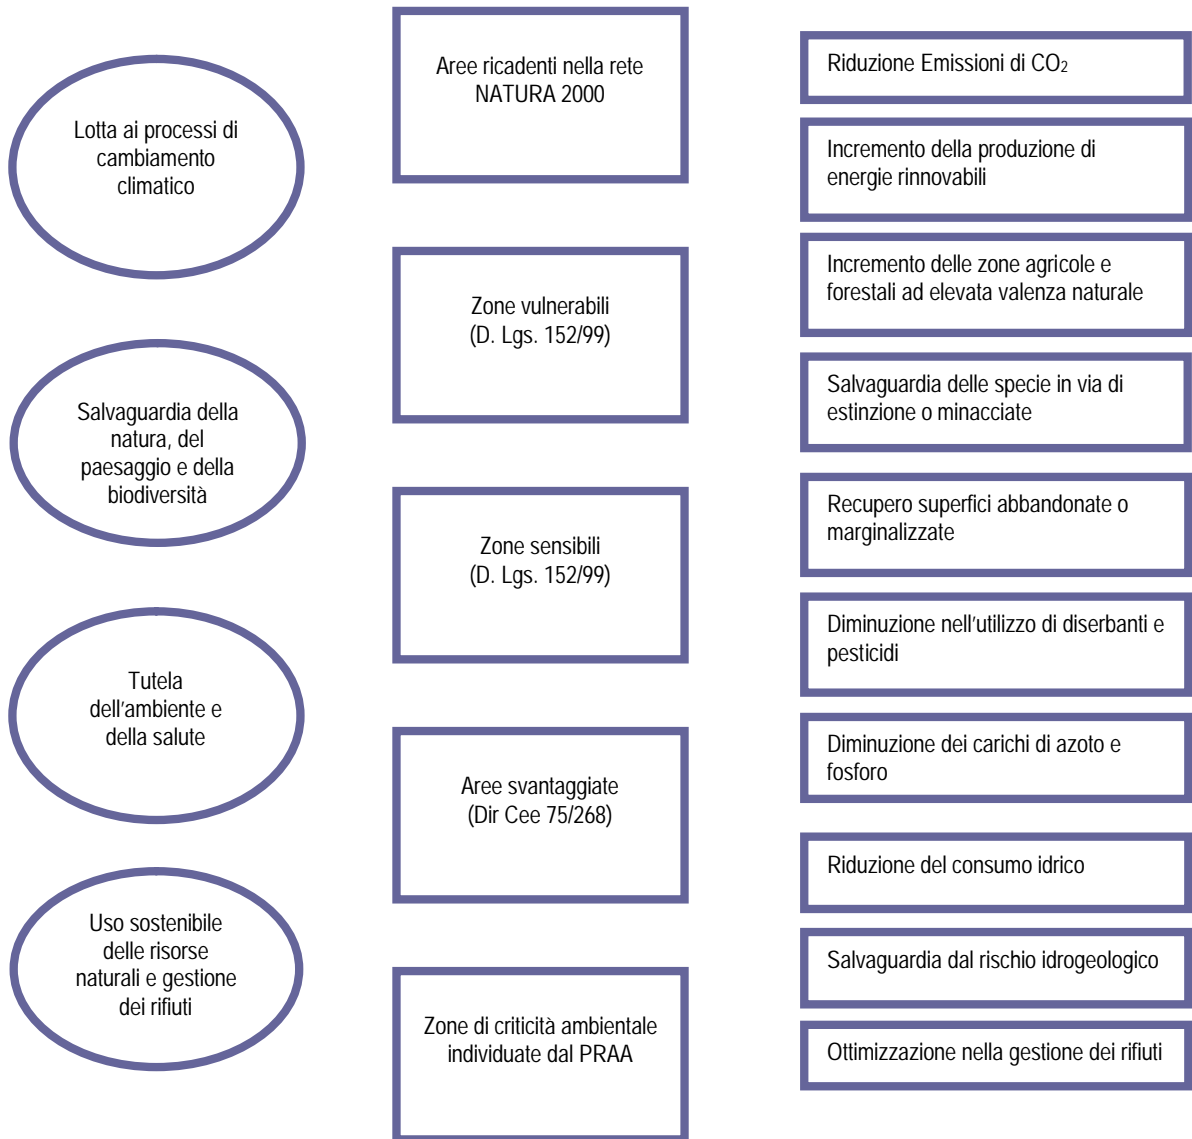 Lotta ai processi di
cambiamento
climatico
Salvaguardia della
natura, del
paesaggio e della
biodiversità
Tutela
dell'ambiente e
della salute
Uso sostenibile
delle risorse
naturali e gestione
dei rifiuti
Aree ricadenti nella rete
NATURA 2000
Zone vulnerabili
(D. Lgs. 152/99)
Zone sensibili
(D. Lgs. 152/99)
Aree svantaggiate
(Dir Cee 75/268)
Zone di criticità ambientale
individuate dal PRAA
Riduzione Emissioni di CO₂
Incremento della produzione di
energie rinnovabili
Incremento delle zone agricole e
forestali ad elevata valenza naturale
Salvaguardia delle specie in via di
estinzione o minacciate
Recupero superfici abbandonate o
marginalizzate
Diminuzione nell'utilizzo di diserbanti e
pesticidi
Diminuzione dei carichi di azoto e
fosforo
Riduzione del consumo idrico
Salvaguardia dal rischio idrogeologico
Ottimizzazione nella gestione dei rifiuti